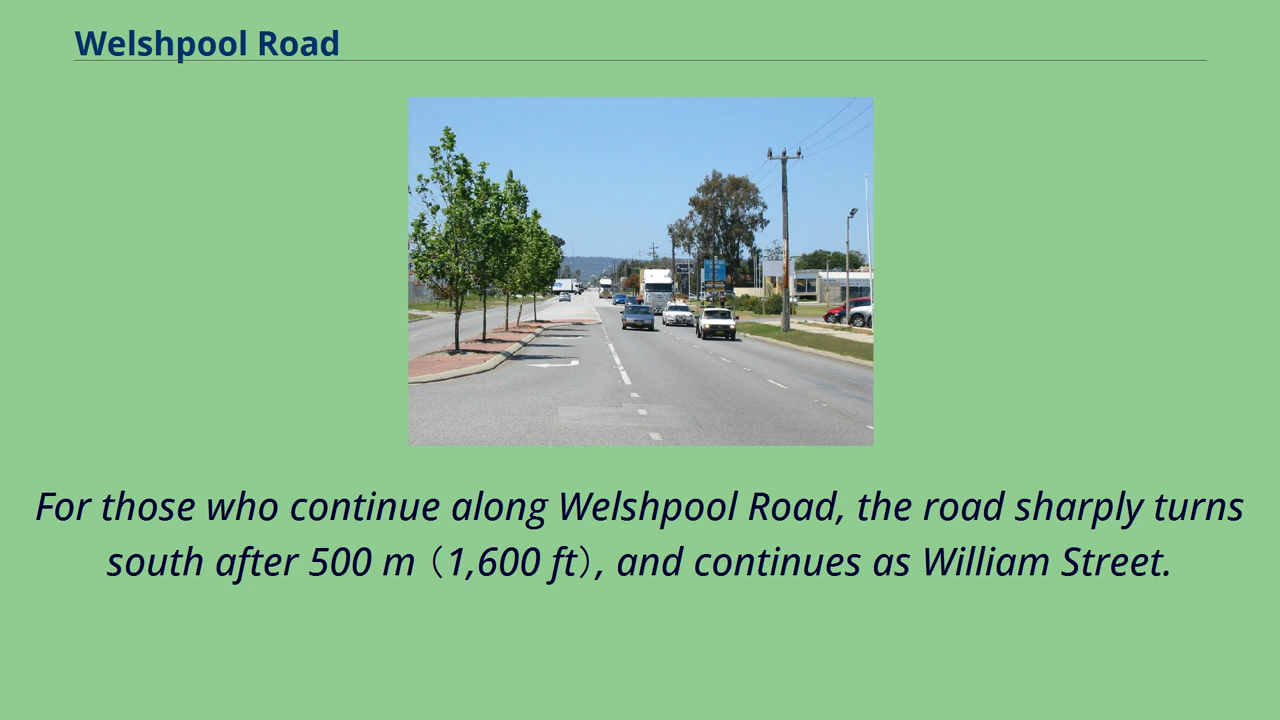 Welshpool Road
For those who continue along Welshpool Road, the road sharply turns
south after 500 m（1,600 ft）, and continues as William Street.